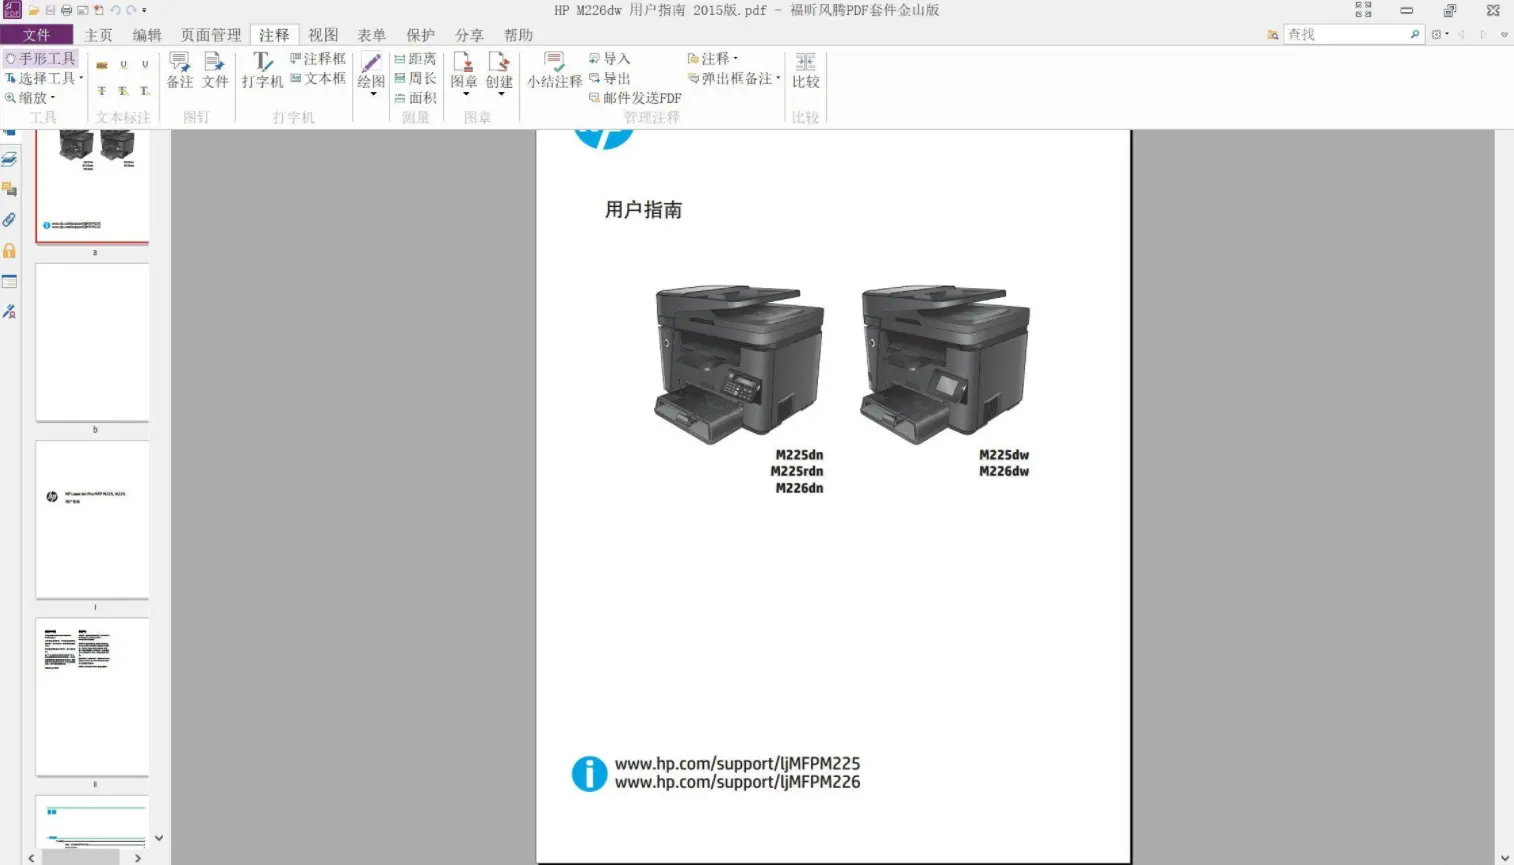 HP M226dw 用户指南 2015版.pdf - 福昕风腾PDF套件金山版
文件 主页 编辑 页面管理 注释 视图 表单 保护 分享 帮助
查找
手形工具
选择工具
缩放
工具
文本标注
备注 文件
图钉
打字机
注释框
文本框
打字机
绘图
距离
周长
面积
测量
图章 创建
图章
小结注释
导入
导出
邮件发送FDF
注释
弹出框备注
管理注释
比较
比较
a
b
i
ii
用户指南
M225dn
M225rdn
M226dn
M225dw
M226dw
www.hp.com/support/ljMFPM225
www.hp.com/support/ljMFPM226